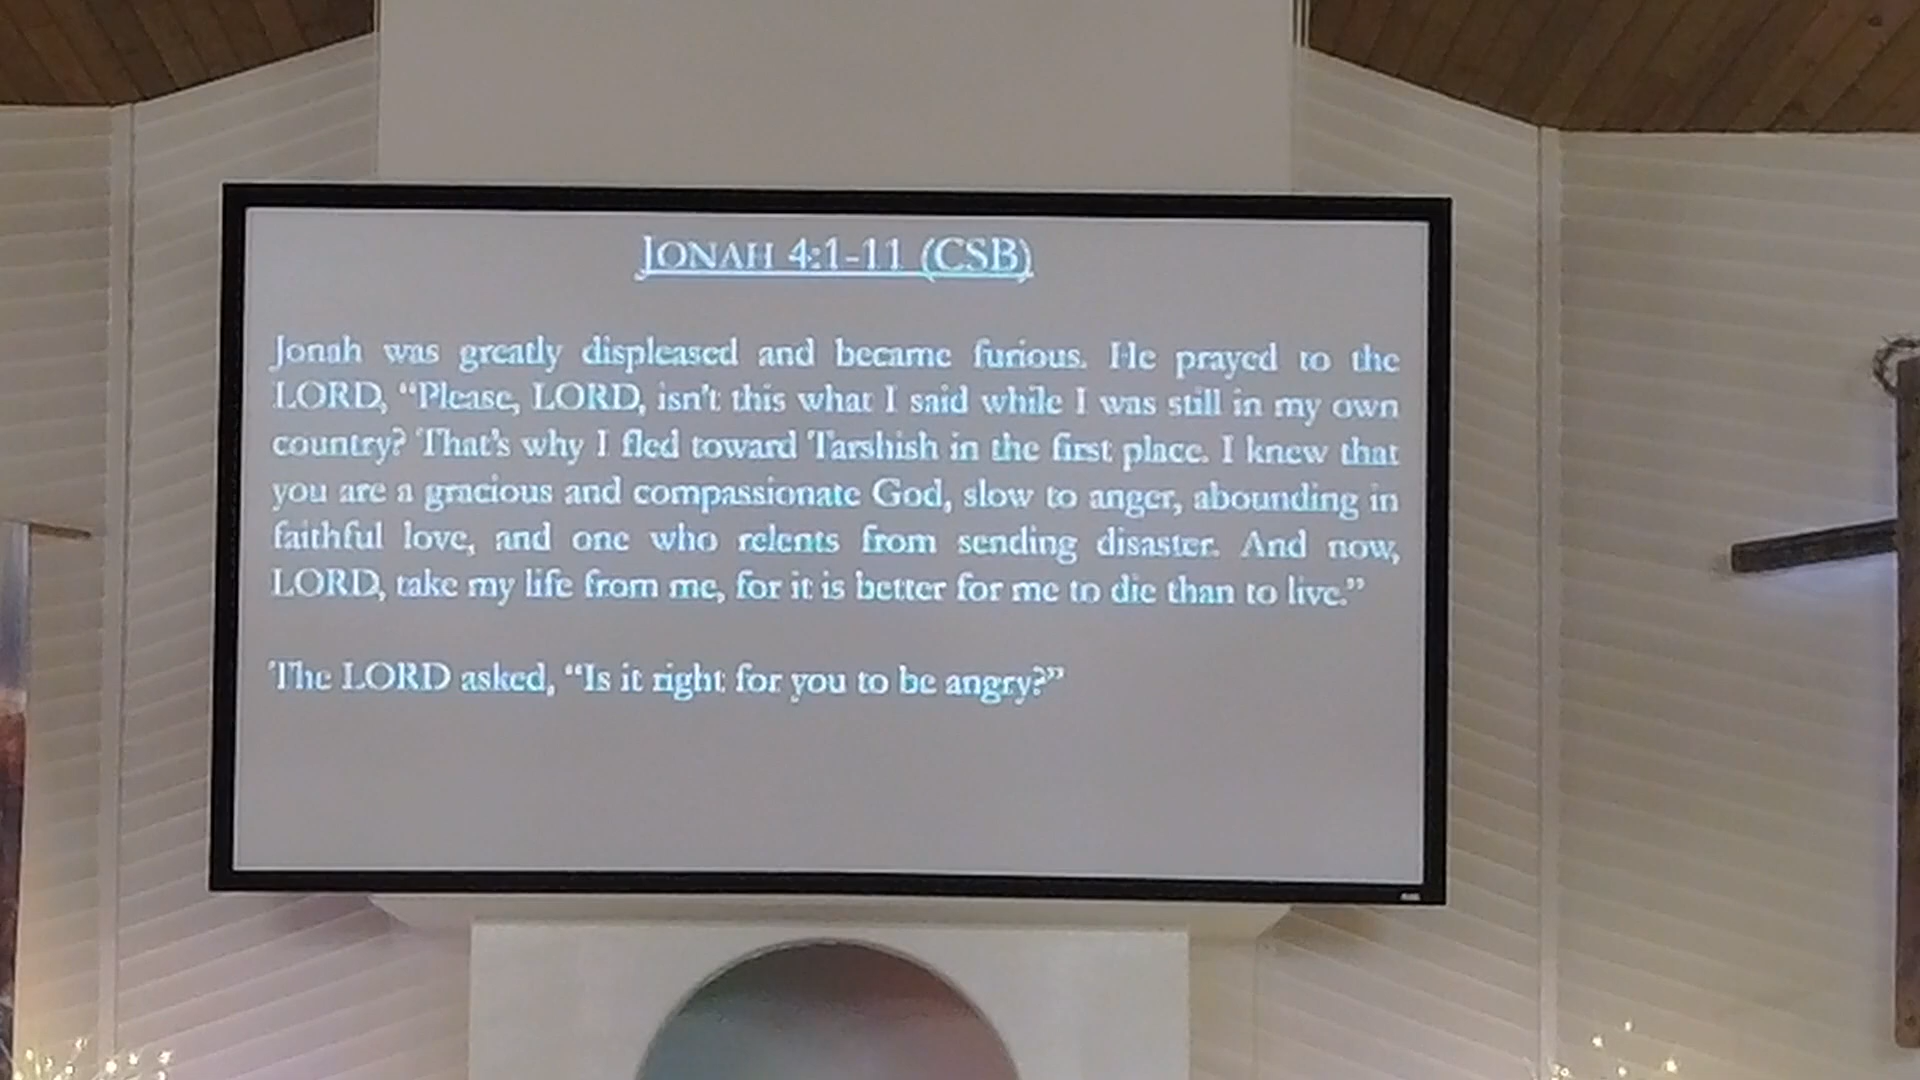 JONAH 4:1-11 (CSB)
Jonah was greatly displeased and became furious. He prayed to the
LORD, “Please, LORD, isn’t this what I said while I was still in my own
country? That’s why I fled toward Tarshish in the first place. I knew that
you are a gracious and compassionate God, slow to anger, abounding in
faithful love, and one who relents from sending disaster. And now,
LORD, take my life from me, for it is better for me to die than to live.”
The LORD asked, “Is it right for you to be angry?”